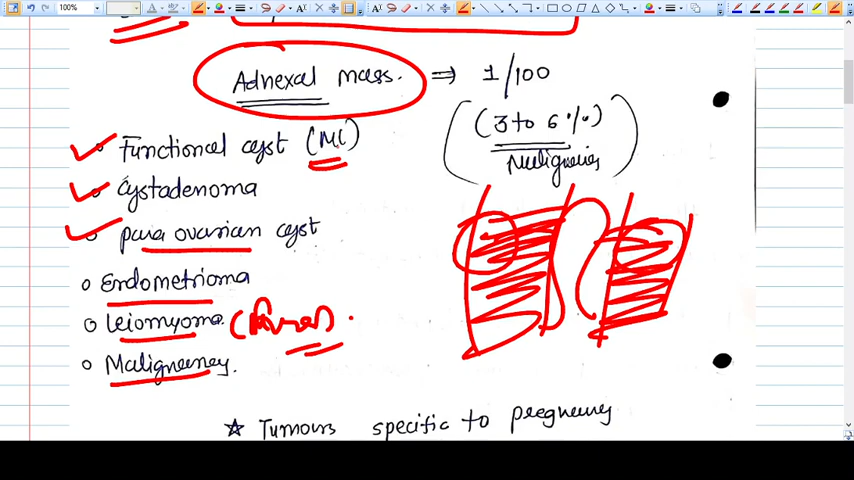 100%
Adnexal mass. ⇒ 1/100
(3 to 6 %)
Functional cyst (MC)
Cystadenoma
para ovarian cyst
Endometrioma
Leiomyoma.
Malignancy.
☆ Tumours specific to pregnancy